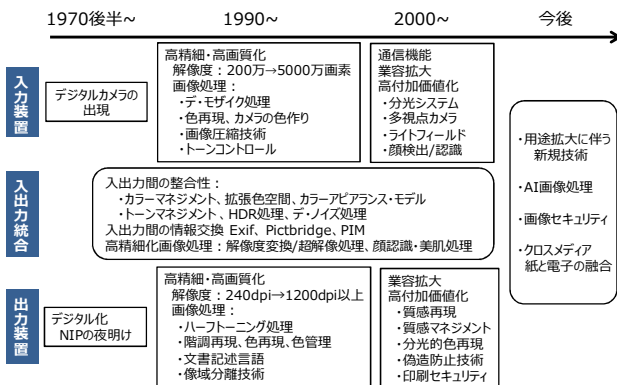 1970後半~
1990~
2000~
今後
入力装置
デジタルカメラの
出現
高精細・高画質化
解像度：200万→5000万画素
画像処理：
・デ・モザイク処理
・色再現、カメラの色作り
・画像圧縮技術
・トーンコントロール
通信機能
業容拡大
高付加価値化
・分光システム
・多視点カメラ
・ライトフィールド
・顔検出/認識
入出力統合
入出力間の整合性：
・カラーマネジメント、拡張色空間、カラーアピアランス・モデル
・トーンマネジメント、HDR処理、デ・ノイズ処理
入出力間の情報交換 Exif、Pictbridge、PIM
高精細化画像処理：解像度変換/超解像処理、顔認識・美肌処理
・用途拡大に伴う
新規技術
・AI画像処理
・画像セキュリティ
・クロスメディア
紙と電子の融合
出力装置
デジタル化
NIPの夜明け
高精細・高画質化
解像度：240dpi→1200dpi以上
画像処理：
・ハーフトーニング処理
・階調再現、色再現、色管理
・文書記述言語
・像域分離技術
業容拡大
高付加価値化
・質感再現
・質感マネジメント
・分光的色再現
・偽造防止技術
・印刷セキュリティ